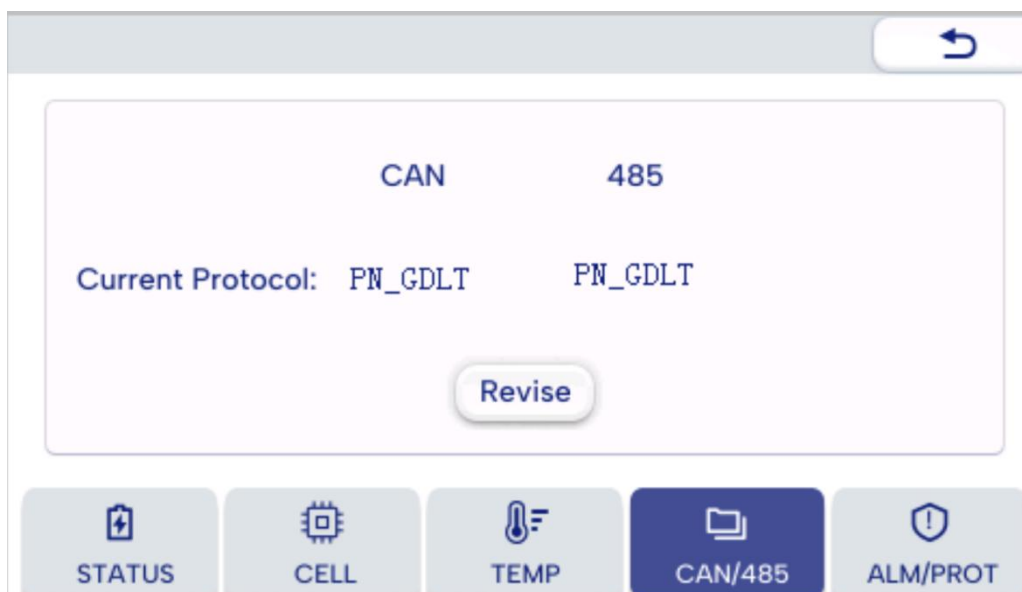 CAN 485
Current Protocol: PN_GDLT PN_GDLT
Revise
STATUS CELL TEMP CAN/485 ALM/PROT